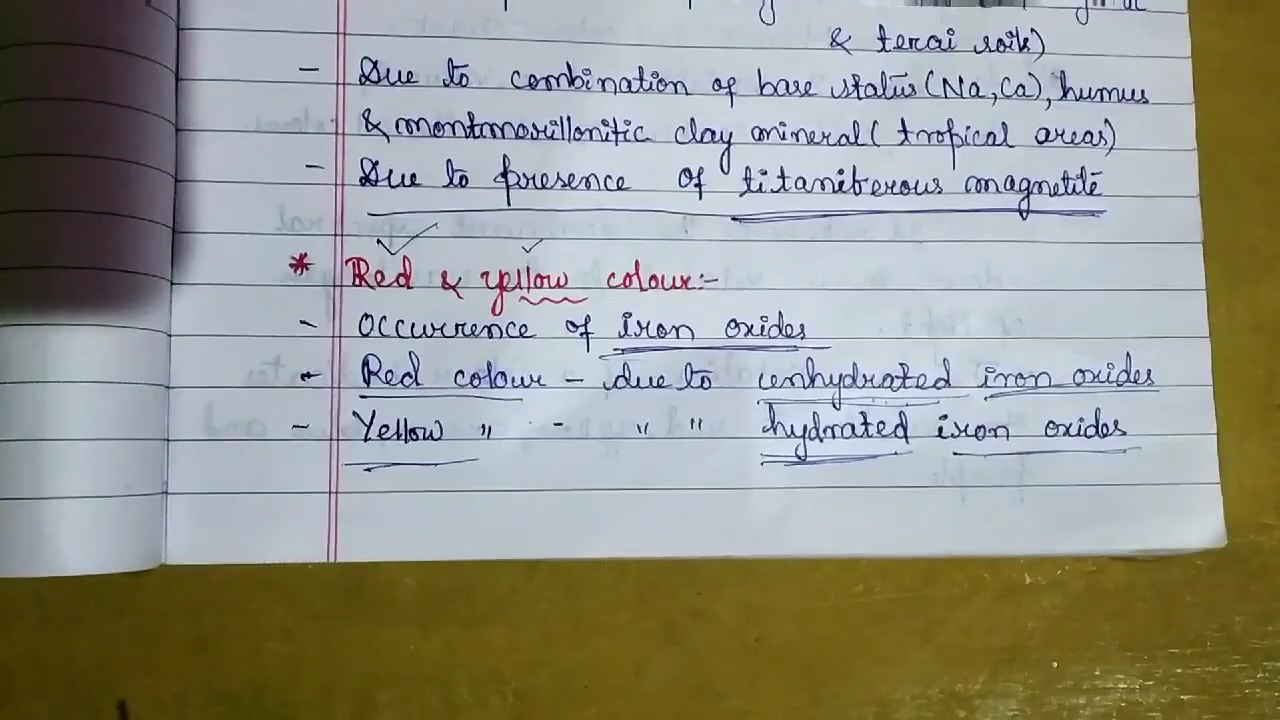 & terai soils)
- Due to combination of base status (Na, Ca), humus
& montmorillonitic clay mineral ( tropical areas)
- Due to presence of titaniberous magnetite
* Red & yellow colour:-
- Occurrence of iron oxides
- Red colour - due to unhydrated iron oxides
- Yellow " - " " hydrated iron oxides